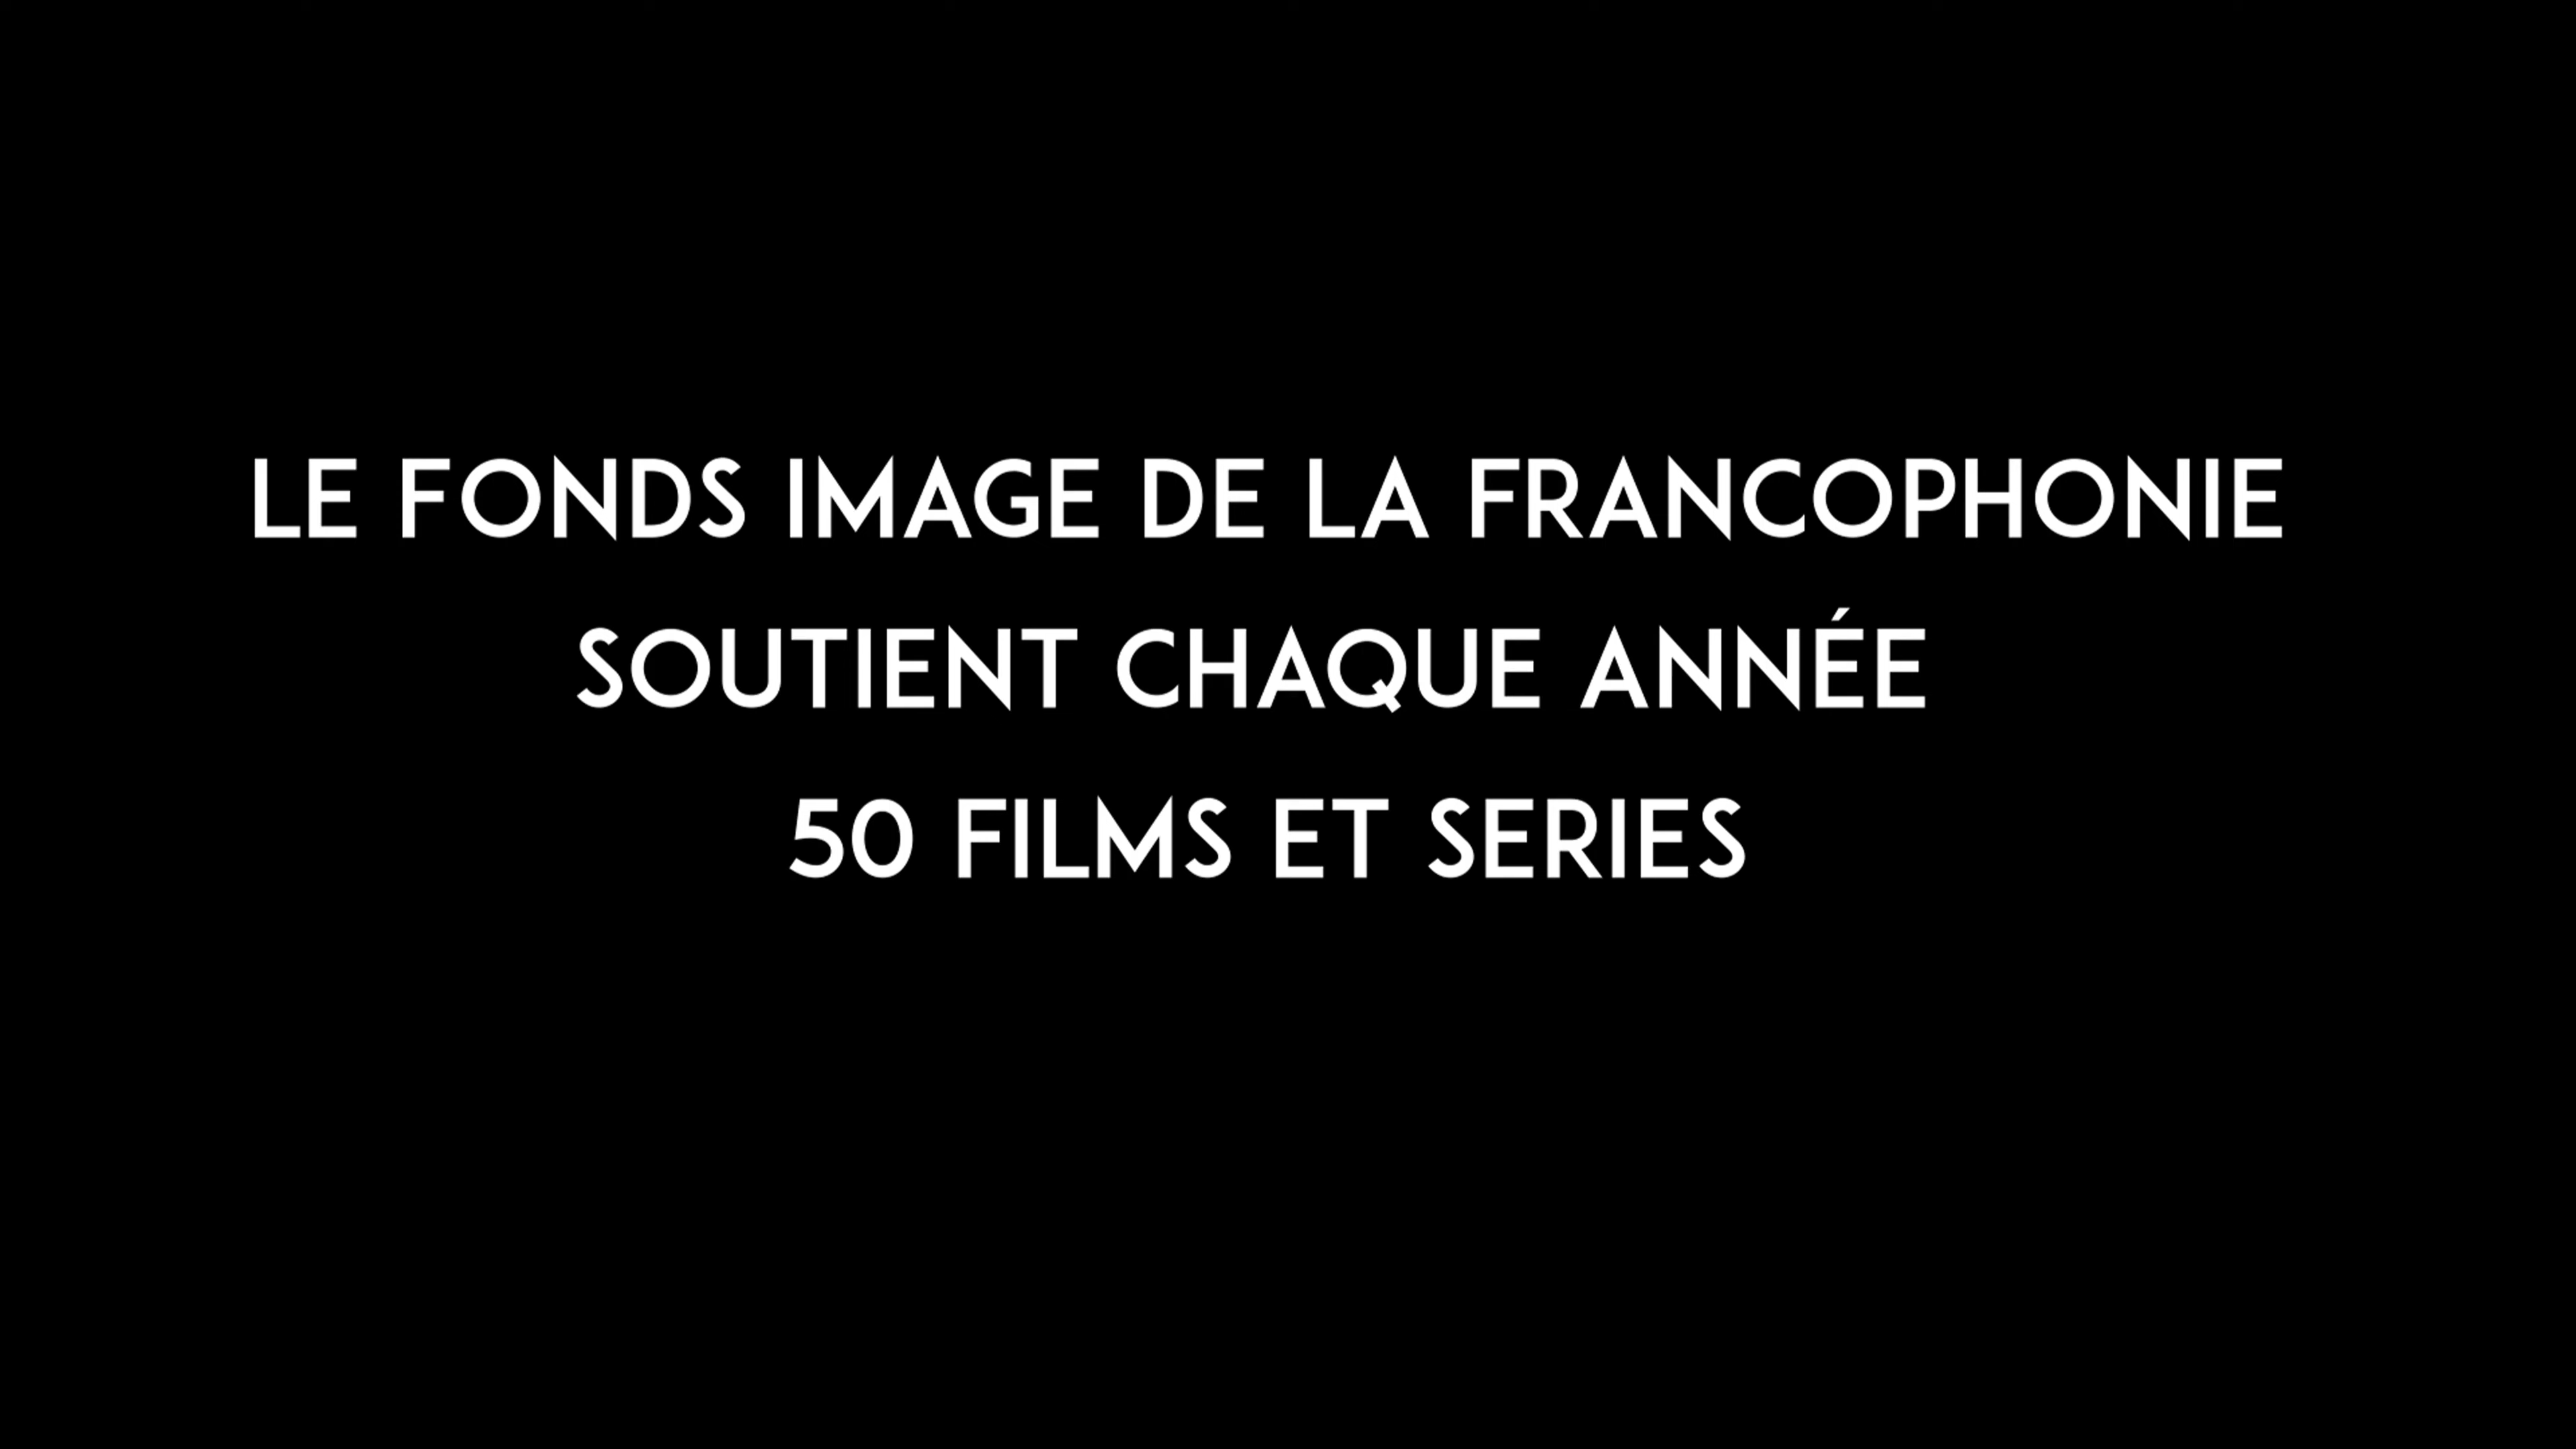 LE FONDS IMAGE DE LA FRANCOPHONIE
SOUTIENT CHAQUE ANNÉE
50 FILMS ET SERIES